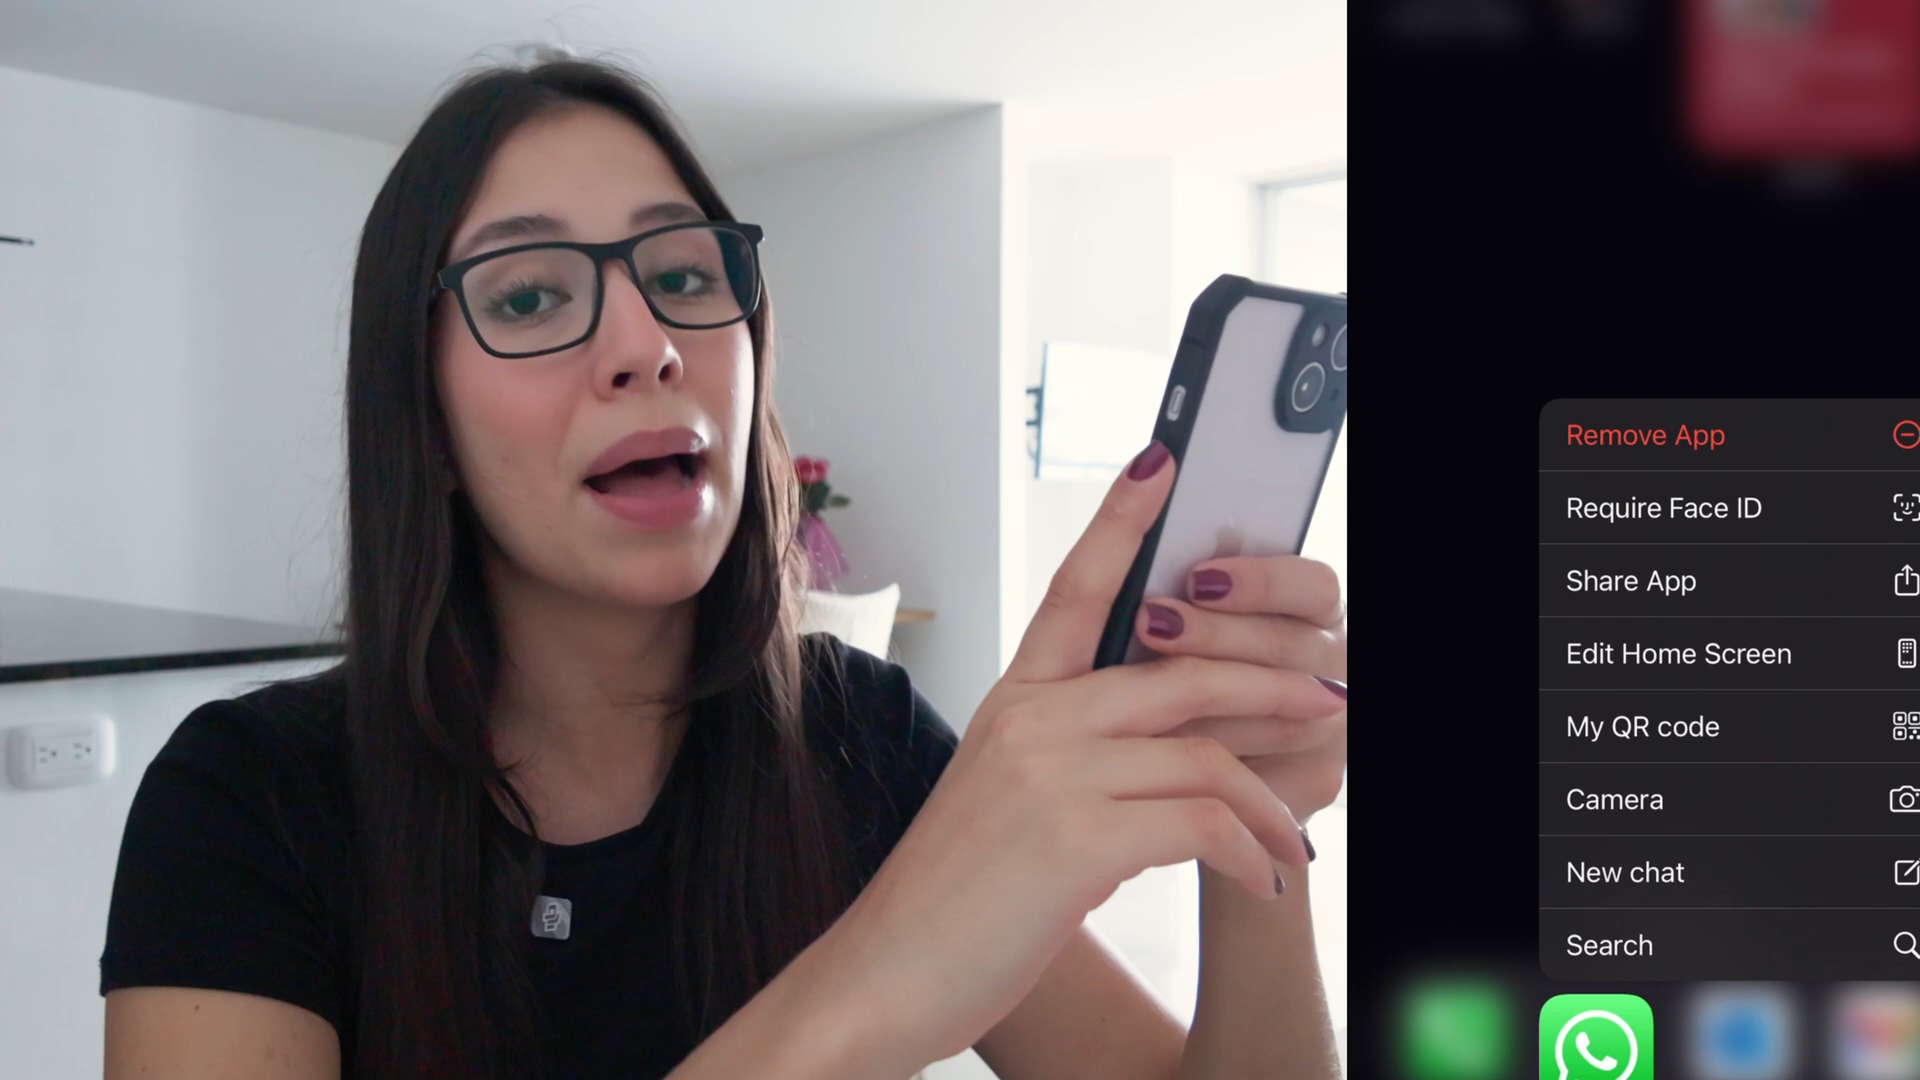 Remove App
Require Face ID
Share App
Edit Home Screen
My QR code
Camera
New chat
Search